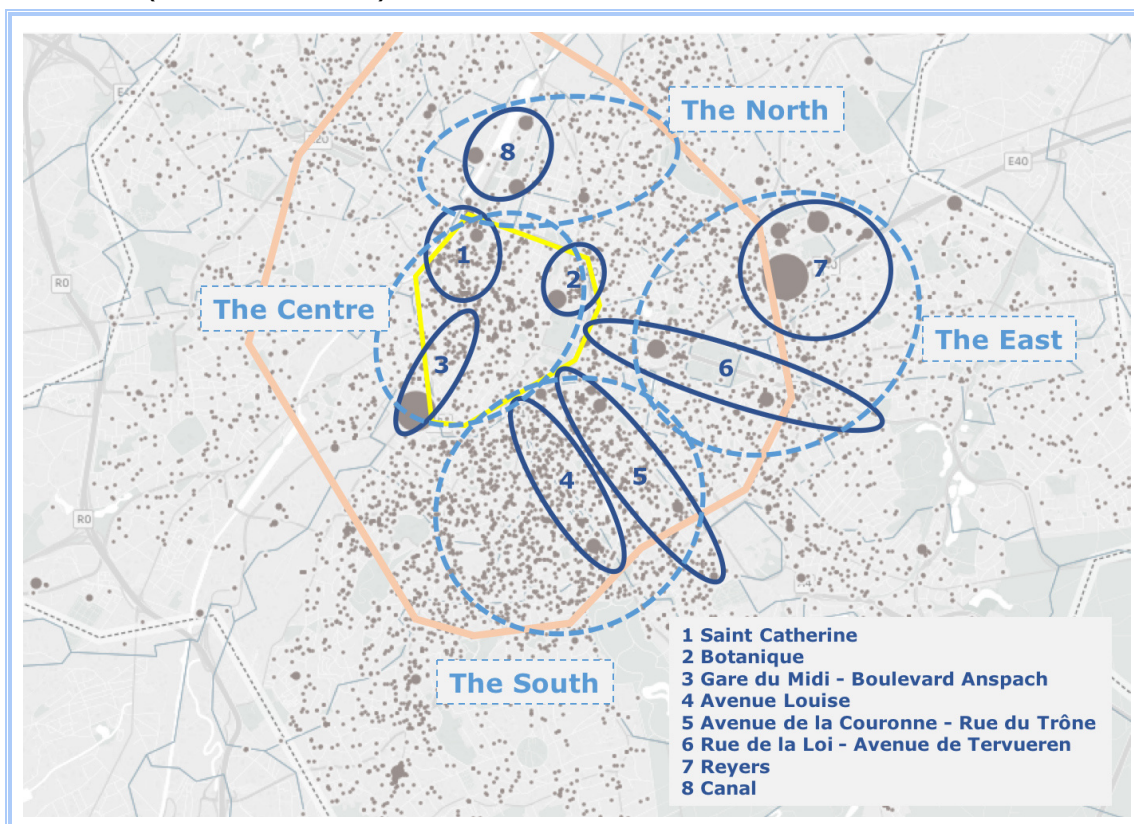 The North
8
E40
1
2
7
The Centre
The East
3
6
4
5
R0
R0
The South
1 Saint Catherine
2 Botanique
3 Gare du Midi - Boulevard Anspach
4 Avenue Louise
5 Avenue de la Couronne - Rue du Trône
6 Rue de la Loi - Avenue de Tervueren
7 Reyers
8 Canal